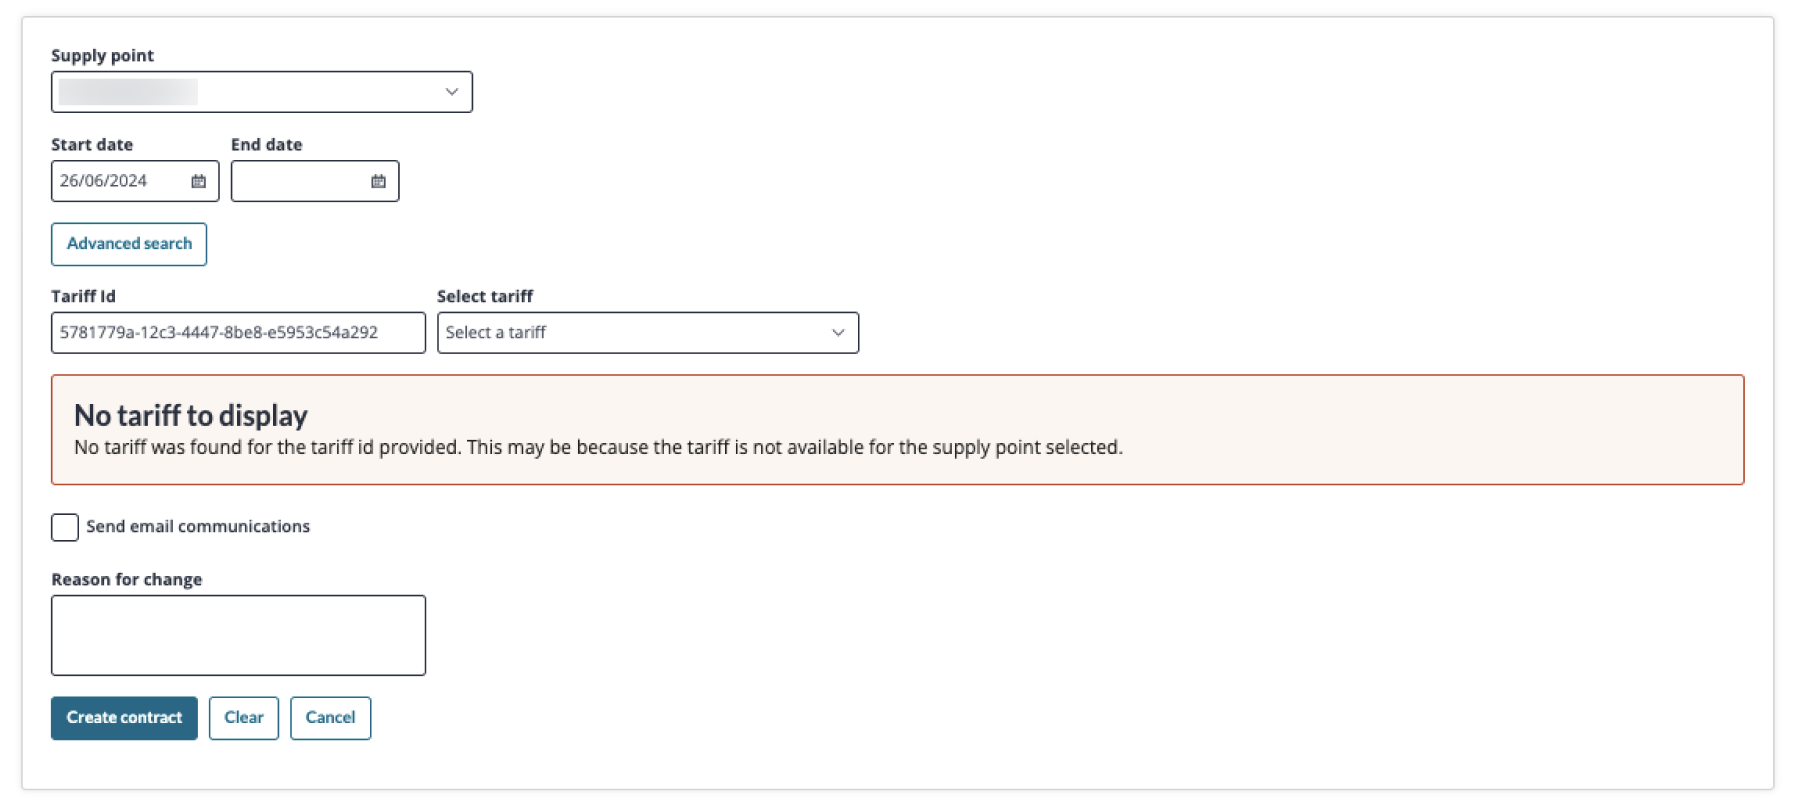 Supply point
Start date End date
26/06/2024
Advanced search
Tariff Id Select tariff
5781779a-12c3-4447-8be8-e5953c54a292 Select a tariff
No tariff to display
No tariff was found for the tariff id provided. This may be because the tariff is not available for the supply point selected.
Send email communications
Reason for change
Create contract Clear Cancel